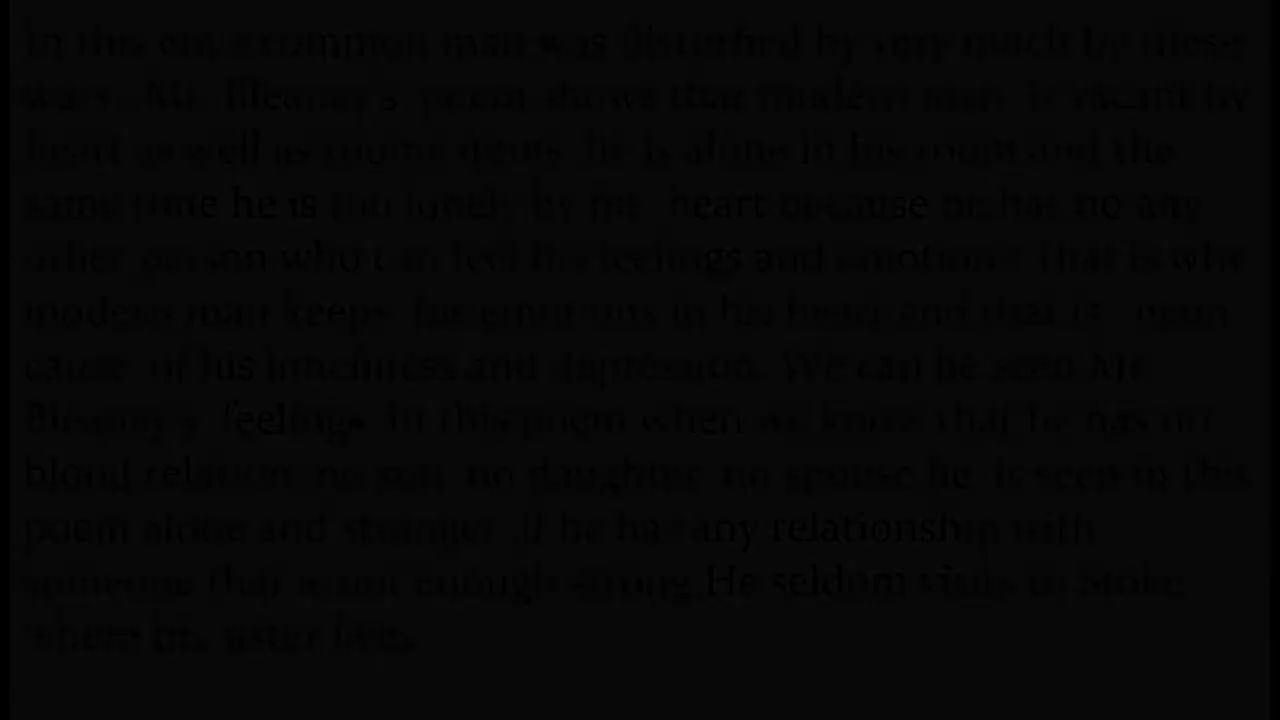 In this era a common man was disturbed by very much by these
wars. Mr. Bleaney's poem shows that modern man is vacant by
heart as well as he is alone in his room and the
same time he is too lonely by his heart because he has no any
other person who can feel his feelings and emotions that is why
modern man keeps his emotions in his heart and that is main
cause of his loneliness and depression. We can be seen Mr.
Bleaney's feelings in this poem when we know that he has no
blood relation no son, no daughter no spouse he is seen in this
poem alone and stranger .if he has any relationship with
someone that is not enough strong He seldom visits to Stoke
where his sister lives